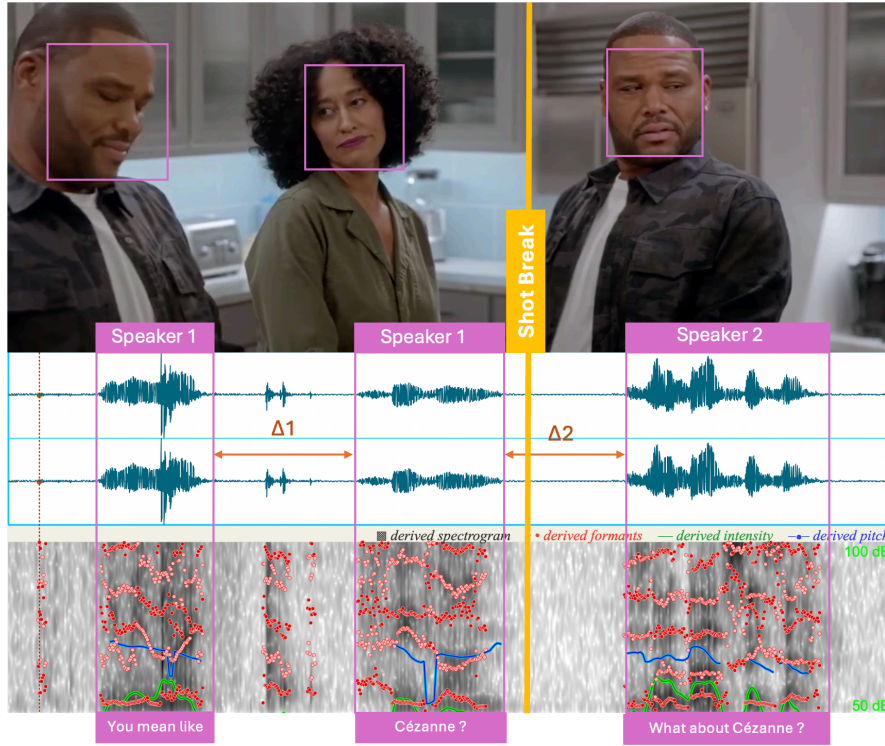 Shot Break
Speaker 1
Speaker 1
Speaker 2
Δ1
Δ2
derived spectrogram
derived formants
derived intensity
derived pitch
100 dB
50 dB
You mean like
Cézanne ?
What about Cézanne ?